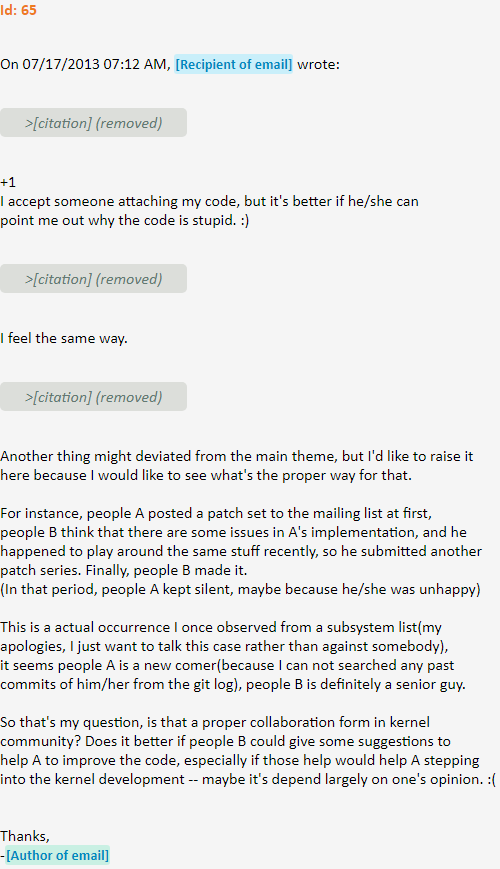 Id: 65
On 07/17/2013 07:12 AM, [Recipient of email] wrote:
>[citation] (removed)
+1
I accept someone attaching my code, but it's better if he/she can
point me out why the code is stupid. :)
>[citation] (removed)
I feel the same way.
>[citation] (removed)
Another thing might deviated from the main theme, but I'd like to raise it
here because I would like to see what's the proper way for that.
For instance, people A posted a patch set to the mailing list at first,
people B think that there are some issues in A's implementation, and he
happened to play around the same stuff recently, so he submitted another
patch series. Finally, people B made it.
(In that period, people A kept silent, maybe because he/she was unhappy)
This is a actual occurrence I once observed from a subsystem list(my
apologies, I just want to talk this case rather than against somebody),
it seems people A is a new comer(because I can not searched any past
commits of him/her from the git log), people B is definitely a senior guy.
So that's my question, is that a proper collaboration form in kernel
community? Does it better if people B could give some suggestions to
help A to improve the code, especially if those help would help A stepping
into the kernel development -- maybe it's depend largely on one's opinion. :(
Thanks,
-[Author of email]